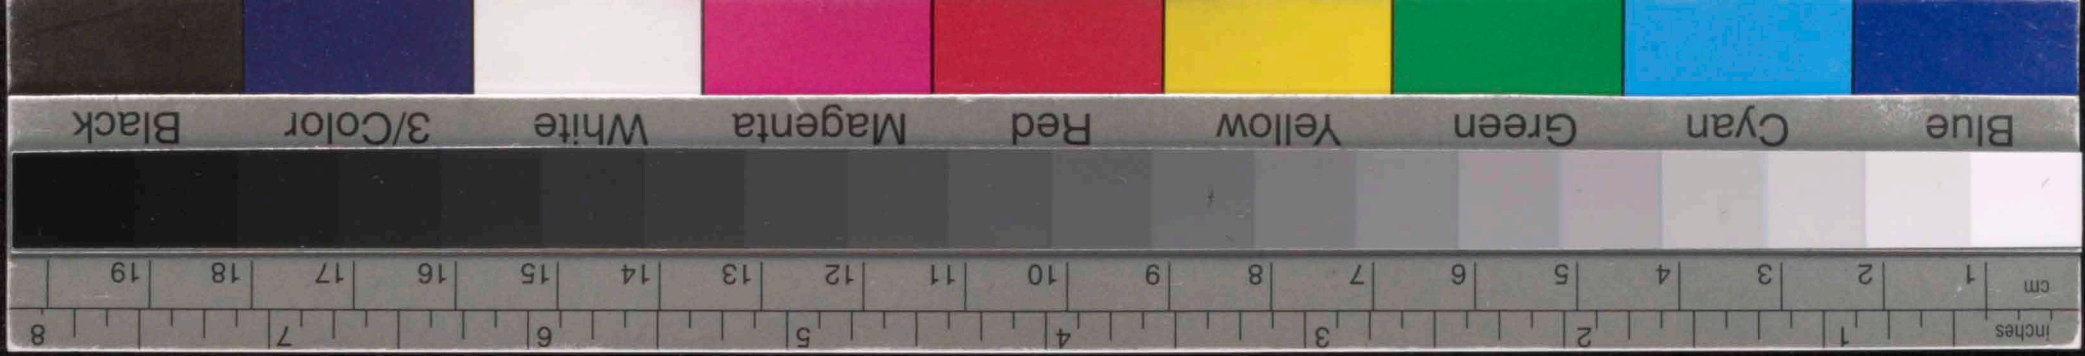 inches 1 2 3 4 5 6 7 8
cm 1 2 3 4 5 6 7 8 9 10 11 12 13 14 15 16 17 18 19
Blue Cyan Green Yellow Red Magenta White 3/Color Black